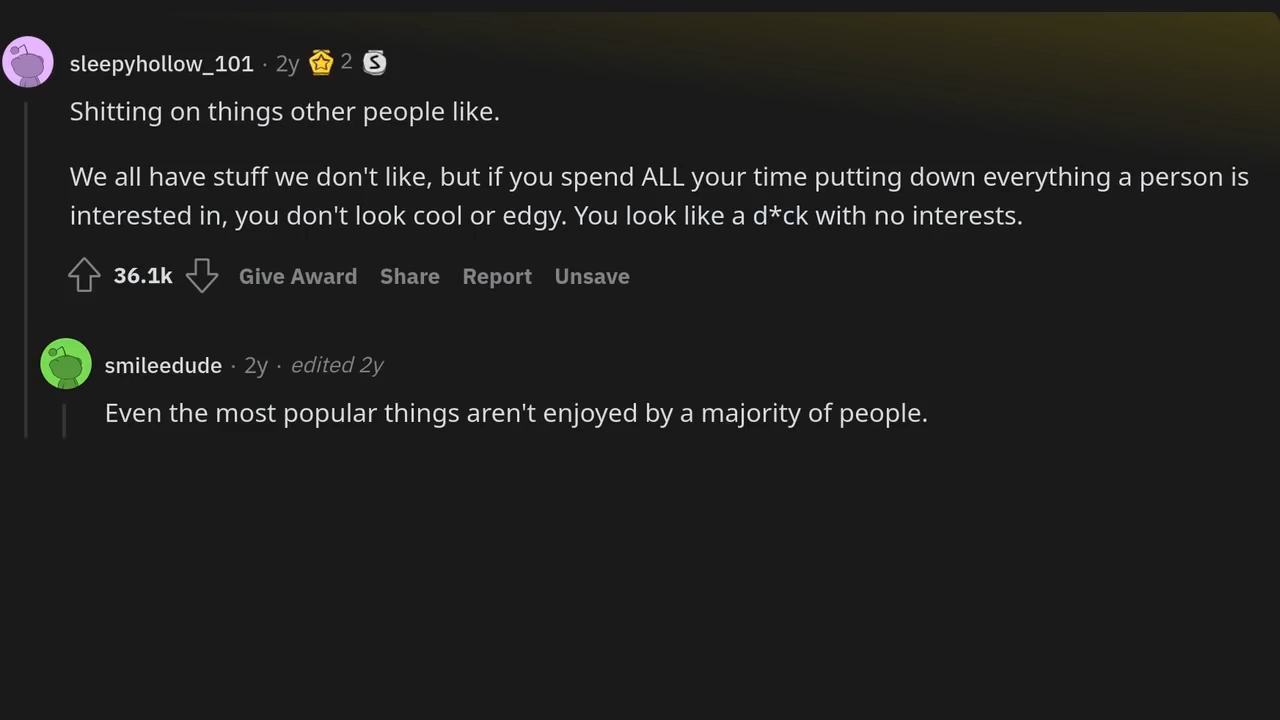 sleepyhollow_101 · 2y 2 S
Shitting on things other people like.
We all have stuff we don't like, but if you spend ALL your time putting down everything a person is
interested in, you don't look cool or edgy. You look like a d*ck with no interests.
36.1k Give Award Share Report Unsave
smileedude · 2y · edited 2y
Even the most popular things aren't enjoyed by a majority of people.